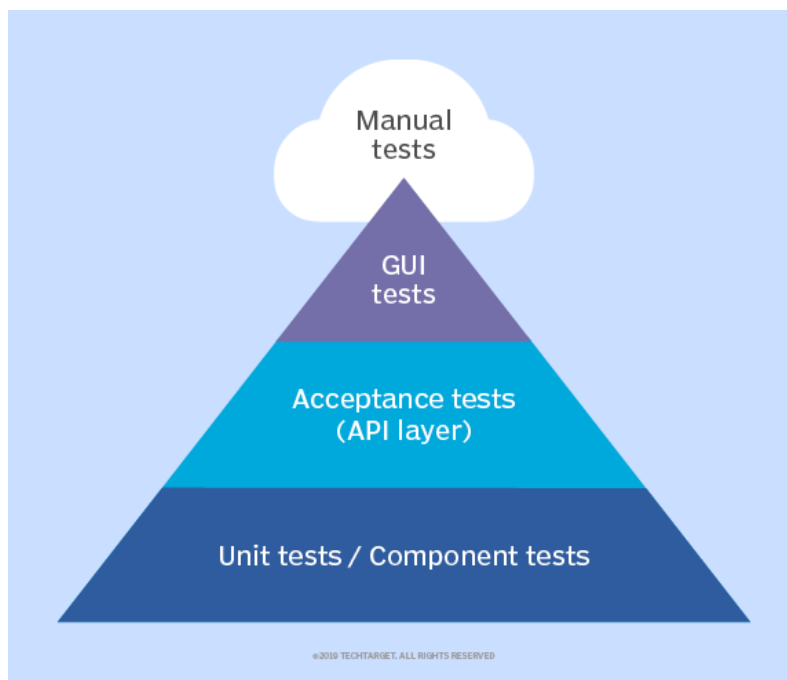 Manual
tests
GUI
tests
Acceptance tests
(API layer)
Unit tests / Component tests
©2019 TECHTARGET. ALL RIGHTS RESERVED